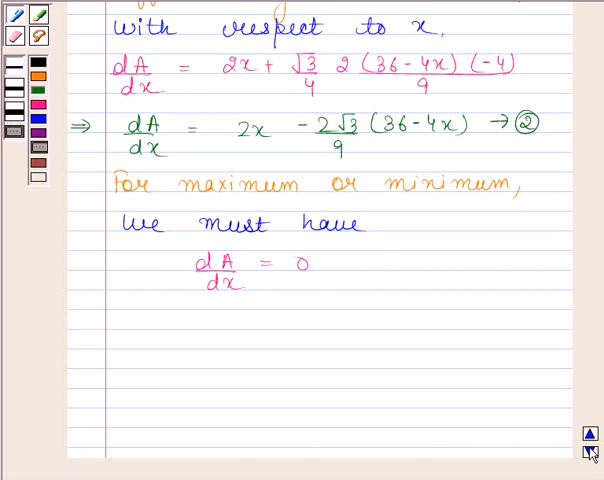 with respect to x,
dA/dx = 2x + √3/4 2 (36 - 4x) (-4)/9
⇒ dA/dx = 2x - 2√3/9 (36 - 4x) → ②
For maximum or minimum,
We must have
dA/dx = 0